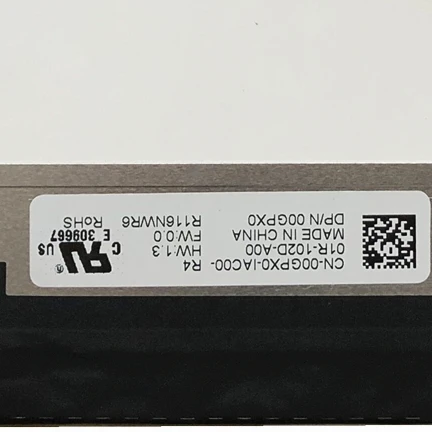 CN-00GPX0-IAC00-
01R-102D-A00
MADE IN CHINA
DP/N 00GPX0
R4
HW:1.3
FW:0.0
R116NWR6
c RU us
E 309667
RoHS